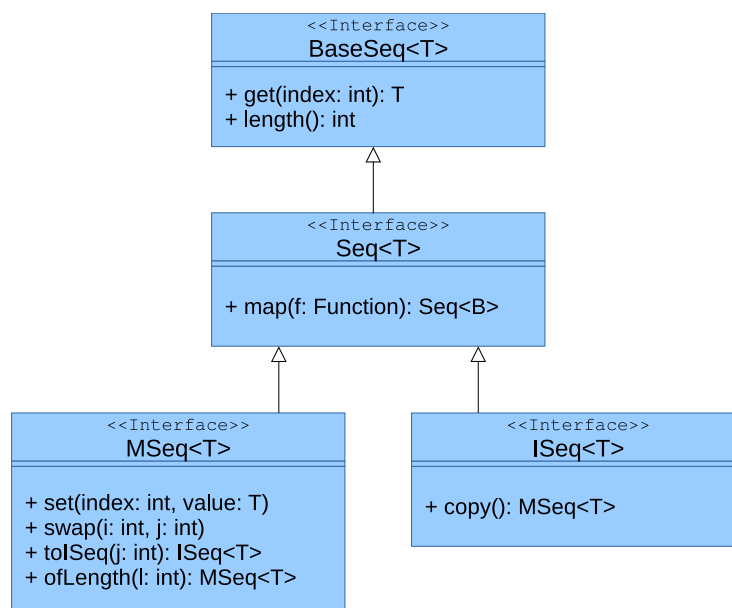 <<Interface>>
BaseSeq<T>
+ get(index: int): T
+ length(): int
<<Interface>>
Seq<T>
+ map(f: Function): Seq<B>
<<Interface>>
MSeq<T>
+ set(index: int, value: T)
+ swap(i: int, j: int)
+ toISeq(j: int): ISeq<T>
+ ofLength(l: int): MSeq<T>
<<Interface>>
ISeq<T>
+ copy(): MSeq<T>